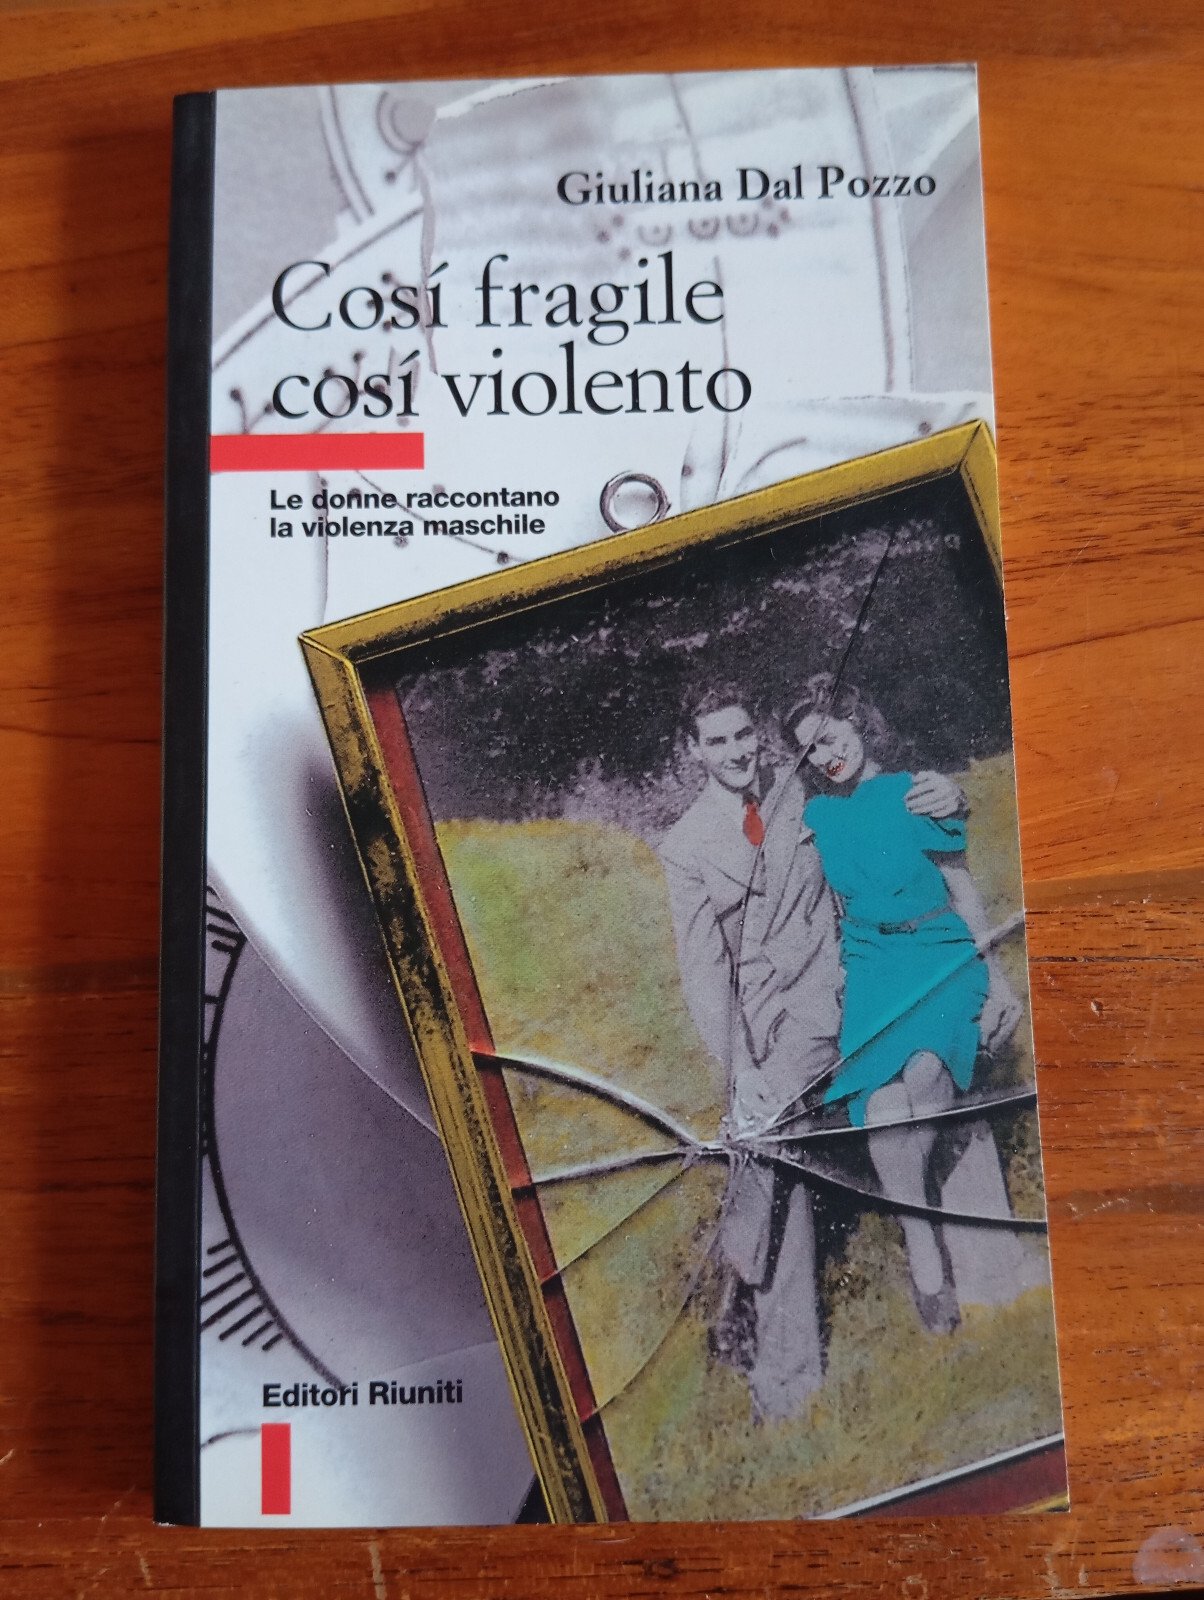 Giuliana Dal Pozzo
Cosí fragile
cosí violento
Le donne raccontano
la violenza maschile
Editori Riuniti